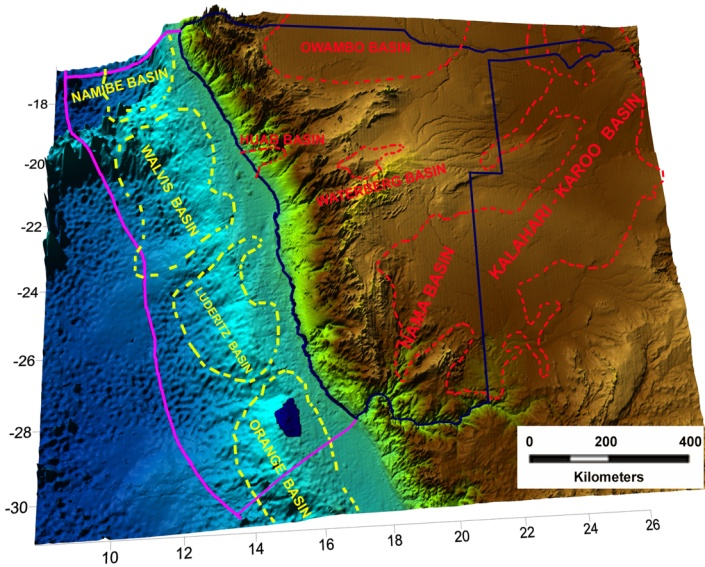 OWAMBO BASIN
NAMIBE BASIN
-18
HUAB BASIN
WATERBERG BASIN
KALAHARI - KAROO BASIN
-20
WALVIS BASIN
-22
NAMA BASIN
-24
LUDERITZ BASIN
-26
ORANGE BASIN
-28
0 200 400
Kilometers
-30
10 12 14 16 18 20 21 22 24 26